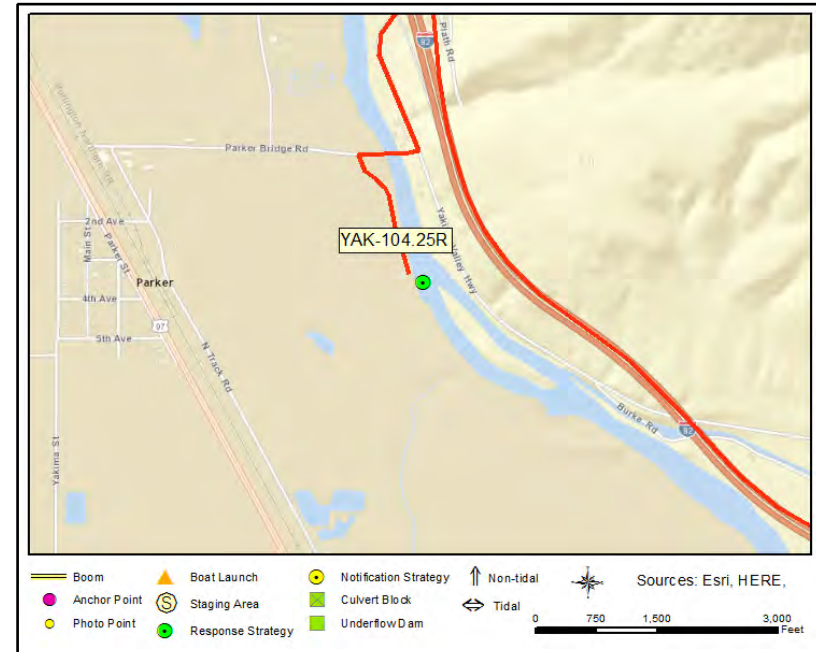 82
Plath Rd
Burlington Northern RR
Parker Bridge Rd
YAK-104.25R
Yakima Valley Hwy
2nd Ave
Main St
Parker St
Parker
4th Ave
97
5th Ave
N Track Rd
Yakima St
Burke Rd
82
Boom
Boat Launch
Notification Strategy
Non-tidal
Sources: Esri, HERE,
Anchor Point
S
Staging Area
Culvert Block
Tidal
Photo Point
Response Strategy
Underflow Dam
0 750 1,500 3,000
Feet